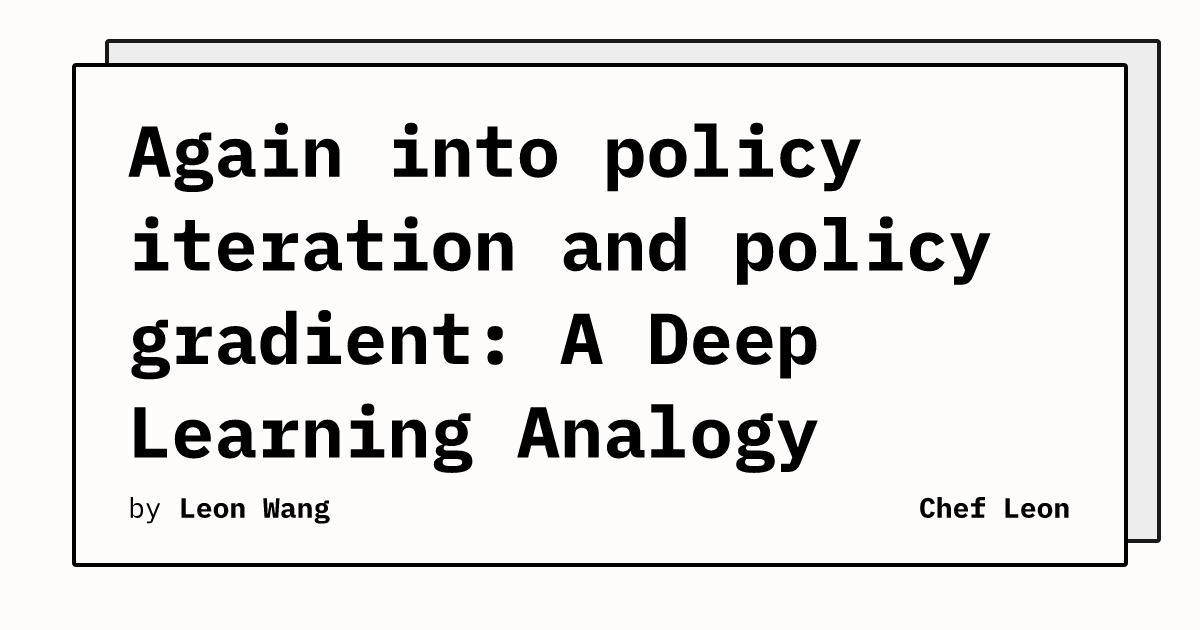 Again into policy
iteration and policy
gradient: A Deep
Learning Analogy
by Leon Wang
Chef Leon